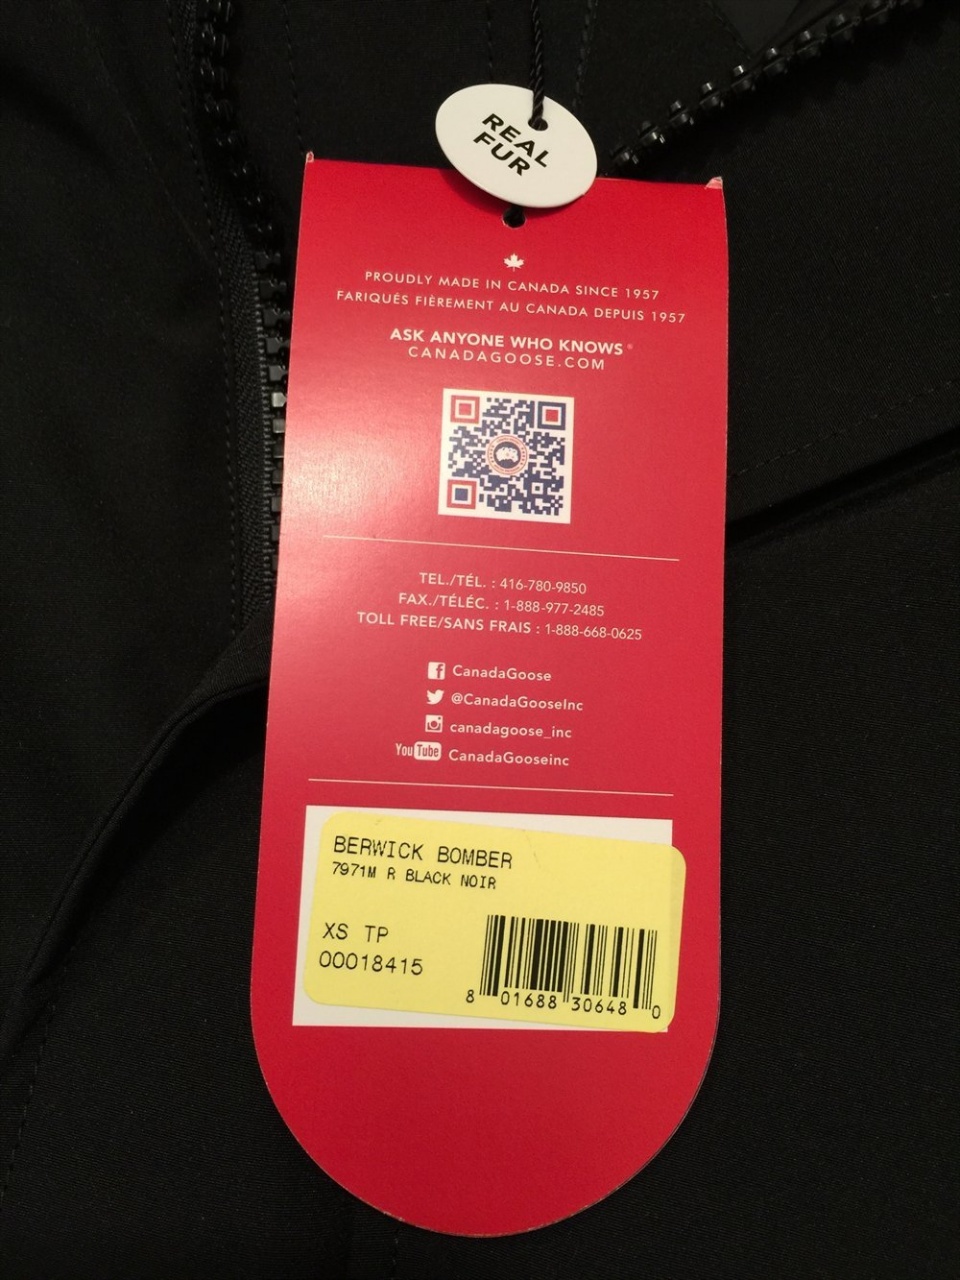 REAL
FUR
PROUDLY MADE IN CANADA SINCE 1957
FARIQUÉS FIÈREMENT AU CANADA DEPUIS 1957
ASK ANYONE WHO KNOWS®
CANADAGOOSE.COM
TEL./TÉL. : 416-780-9850
FAX./TÉLÉC. : 1-888-977-2485
TOLL FREE/SANS FRAIS : 1-888-668-0625
f CanadaGoose
@CanadaGooseInc
canadagoose_inc
YouTube CanadaGooseinc
BERWICK BOMBER
7971M R BLACK NOIR
XS TP
00018415
8 01688 30648 0